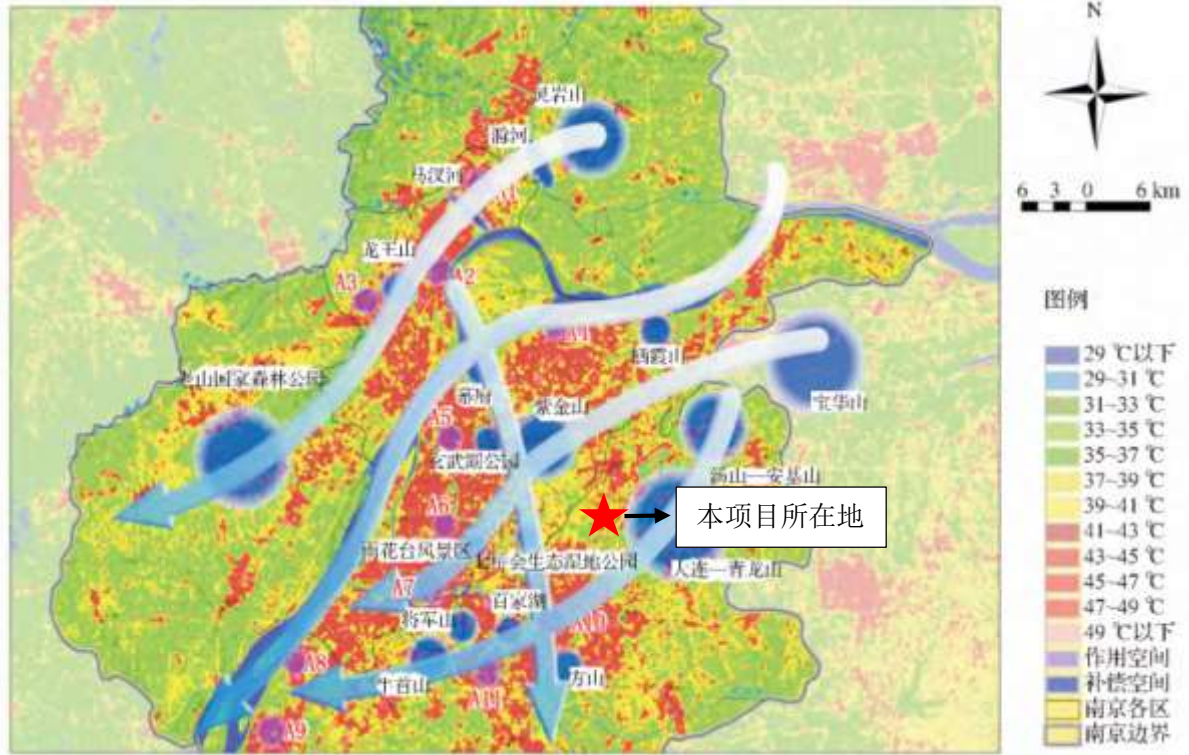 N
6 3 0 6 km
图例
29 ℃以下
29~31 ℃
31~33 ℃
33~35 ℃
35~37 ℃
37~39 ℃
39~41 ℃
41~43 ℃
43~45 ℃
45~47 ℃
47~49 ℃
49 ℃以下
作用空间
补偿空间
南京各区
南京边界
灵岩山
滁河
马汊河
A1
龙王山
A2
A3
A4
栖霞山
老山国家森林公园
幕府
紫金山
宝华山
A5
玄武湖公园
汤山—安基山
A6
本项目所在地
雨花台风景区
生态湿地公园
大连—青龙山
A7
百家湖
将军山
A10
A8
牛首山
A11
方山
A9